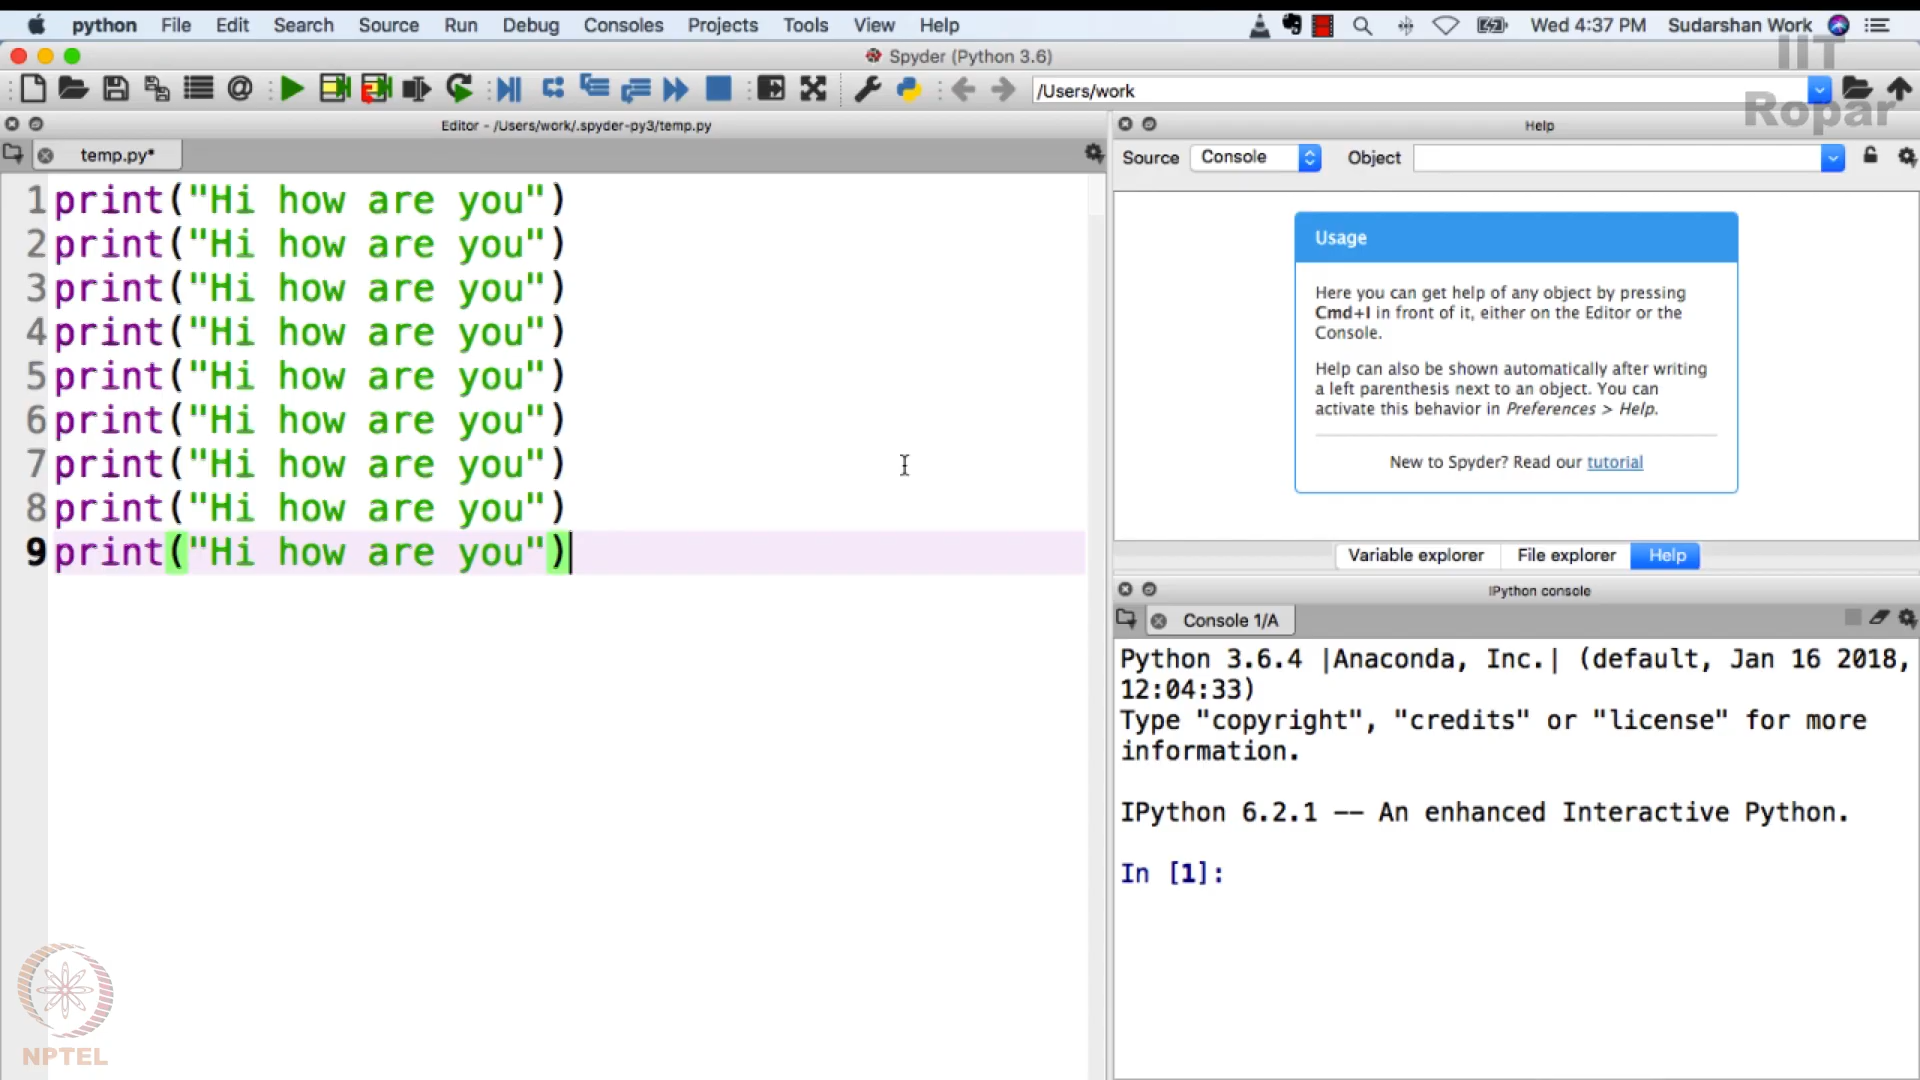 python File Edit Search Source Run Debug Consoles Projects Tools View Help Wed 4:37 PM Sudarshan Work
Spyder (Python 3.6)
IIT
Ropar
/Users/work
Editor - /Users/work/.spyder-py3/temp.py
temp.py*
1 print("Hi how are you")
2 print("Hi how are you")
3 print("Hi how are you")
4 print("Hi how are you")
5 print("Hi how are you")
6 print("Hi how are you")
7 print("Hi how are you")
8 print("Hi how are you")
9 print("Hi how are you")
Help
Source Console Object
Usage
Here you can get help of any object by pressing
Cmd+I in front of it, either on the Editor or the
Console.
Help can also be shown automatically after writing
a left parenthesis next to an object. You can
activate this behavior in Preferences > Help.
New to Spyder? Read our tutorial
Variable explorer File explorer Help
IPython console
Console 1/A
Python 3.6.4 |Anaconda, Inc.| (default, Jan 16 2018,
12:04:33)
Type "copyright", "credits" or "license" for more
information.
IPython 6.2.1 -- An enhanced Interactive Python.
In [1]:
NPTEL